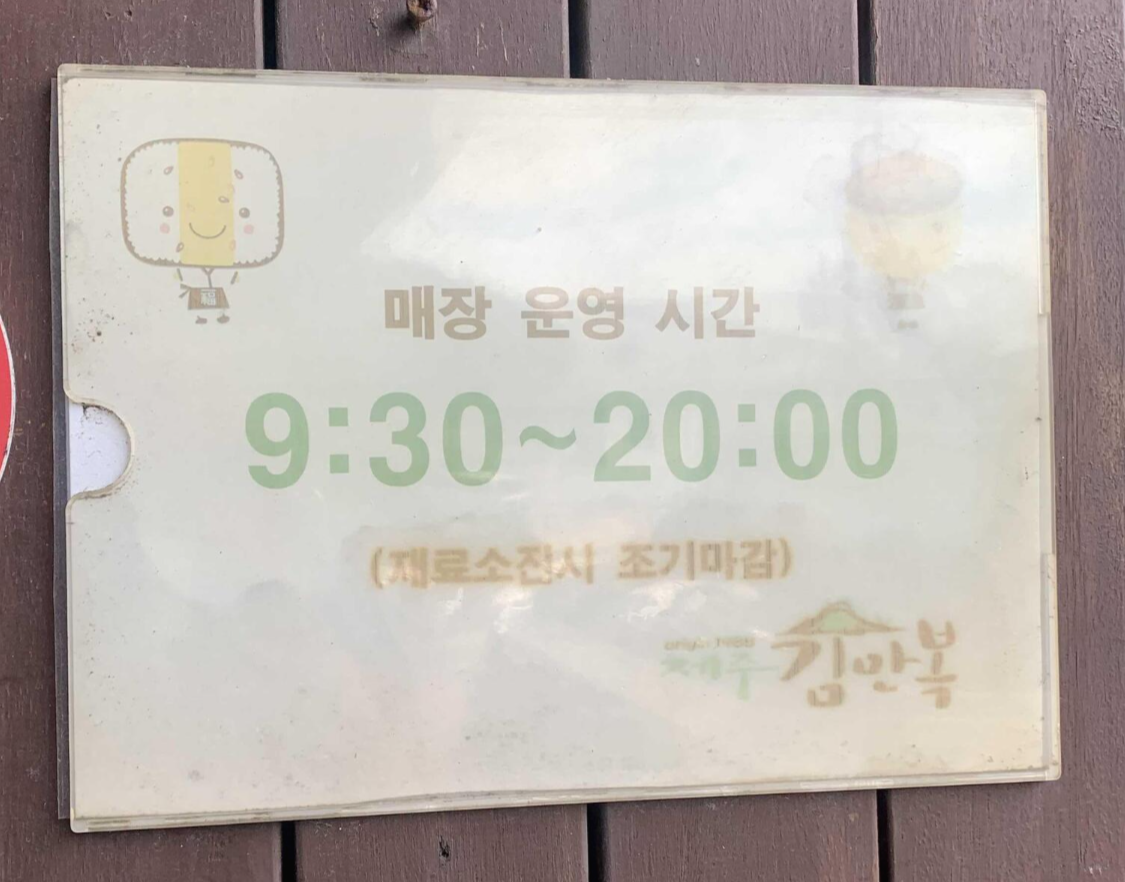 매장 운영 시간
9:30~20:00
(재료소진시 조기마감)
제주 김만복